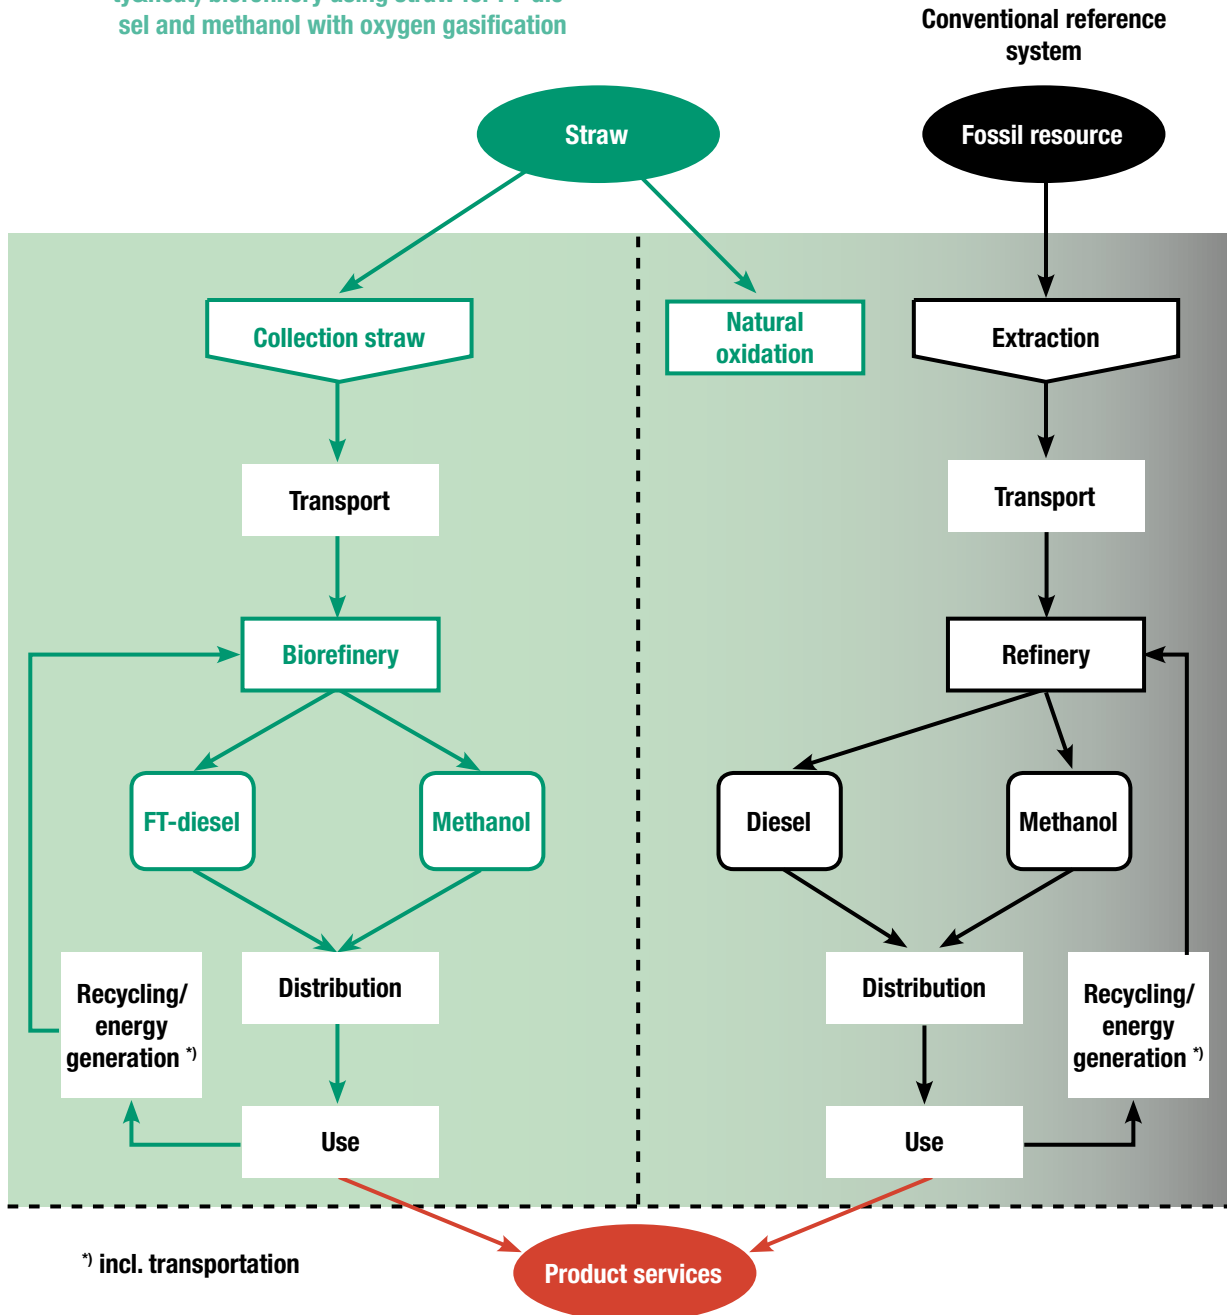 sel and methanol with oxygen gasification
Conventional reference
system
Straw
Fossil resource
Collection straw
Natural
oxidation
Extraction
Transport
Transport
Biorefinery
Refinery
FT-diesel
Methanol
Diesel
Methanol
Recycling/
energy
generation *)
Distribution
Distribution
Recycling/
energy
generation *)
Use
Use
*) incl. transportation
Product services